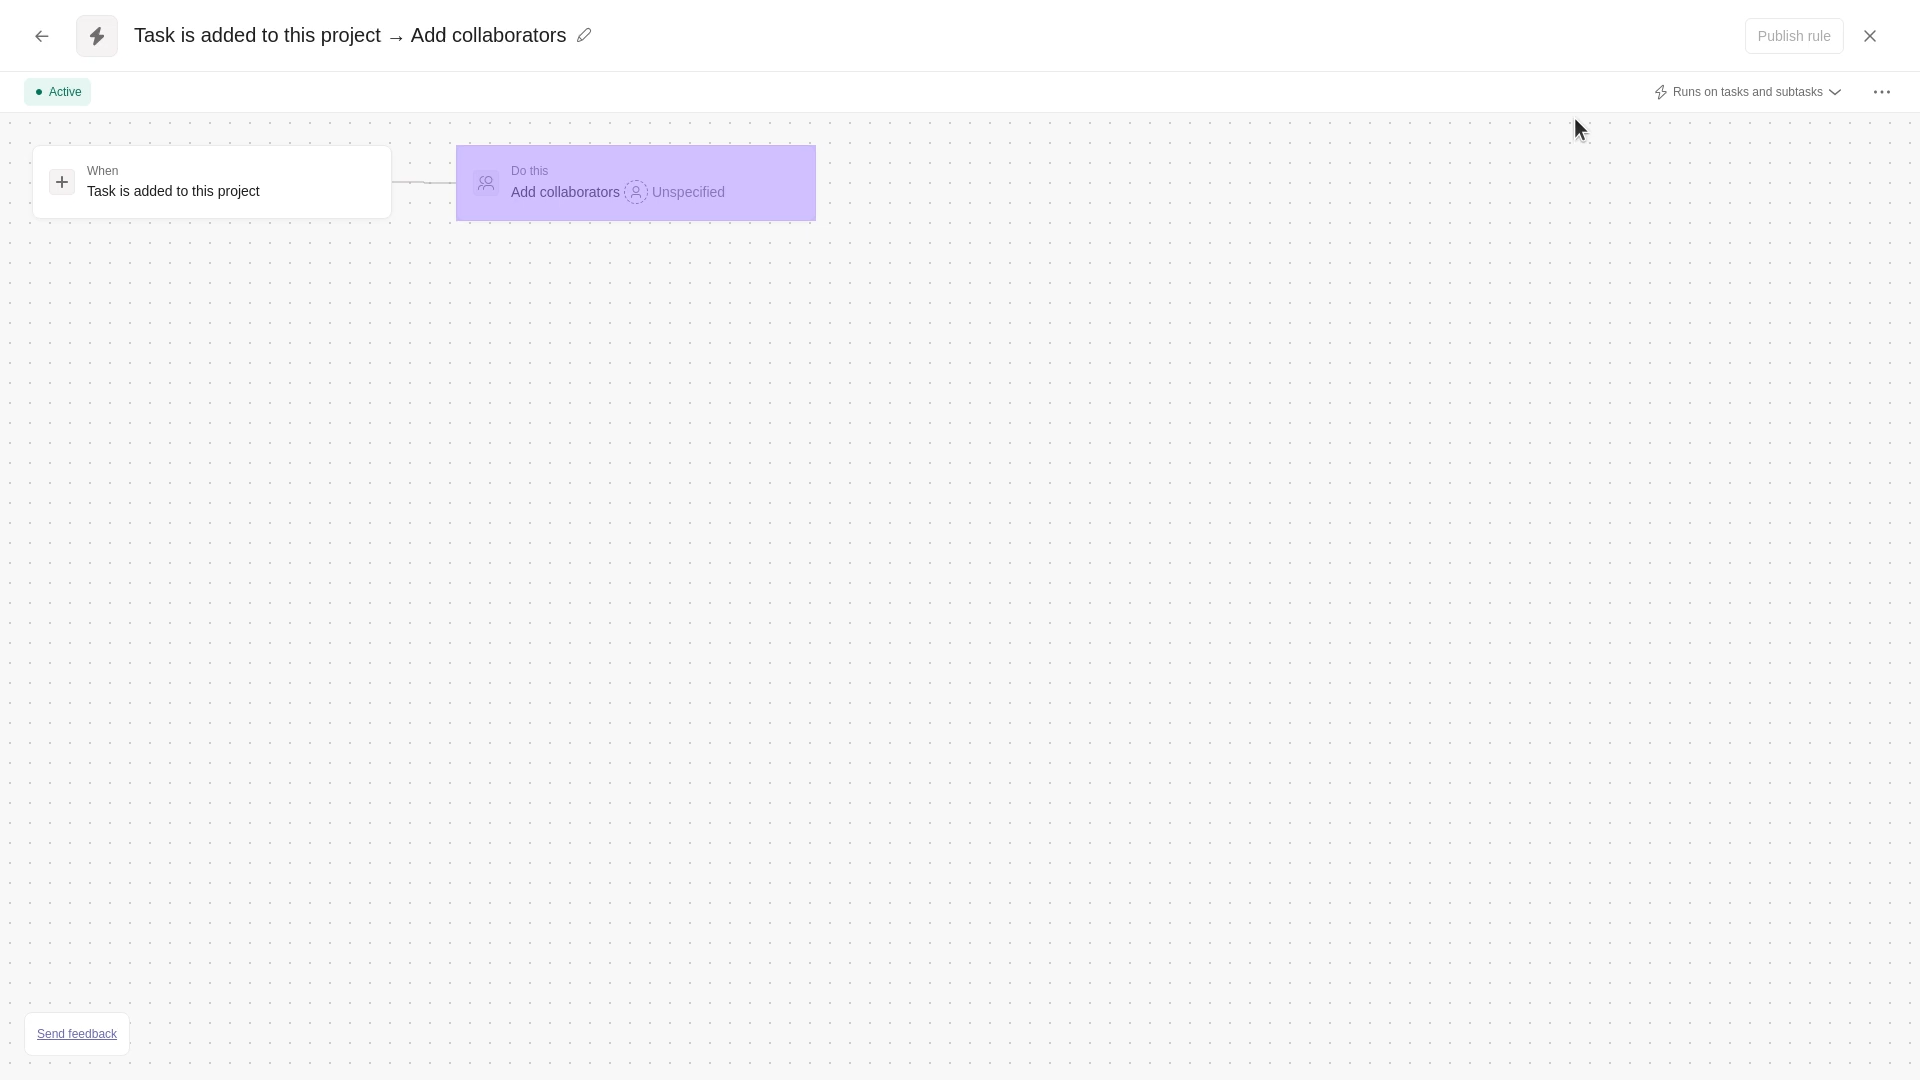 Task is added to this project → Add collaborators
Publish rule
Active
Runs on tasks and subtasks
When
Task is added to this project
Do this
Add collaborators Unspecified
Send feedback